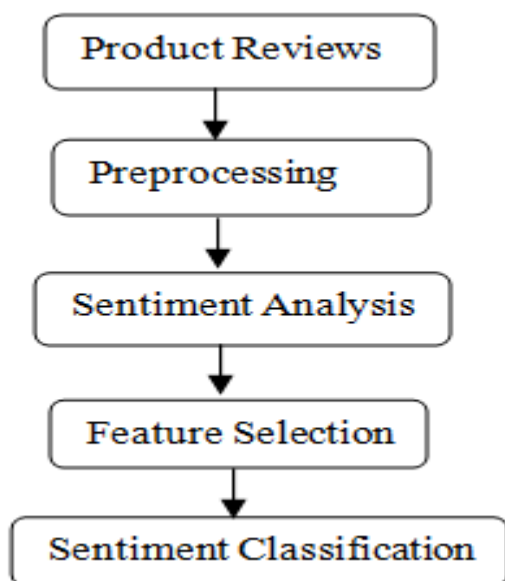 Product Reviews
Preprocessing
Sentiment Analysis
Feature Selection
Sentiment Classification